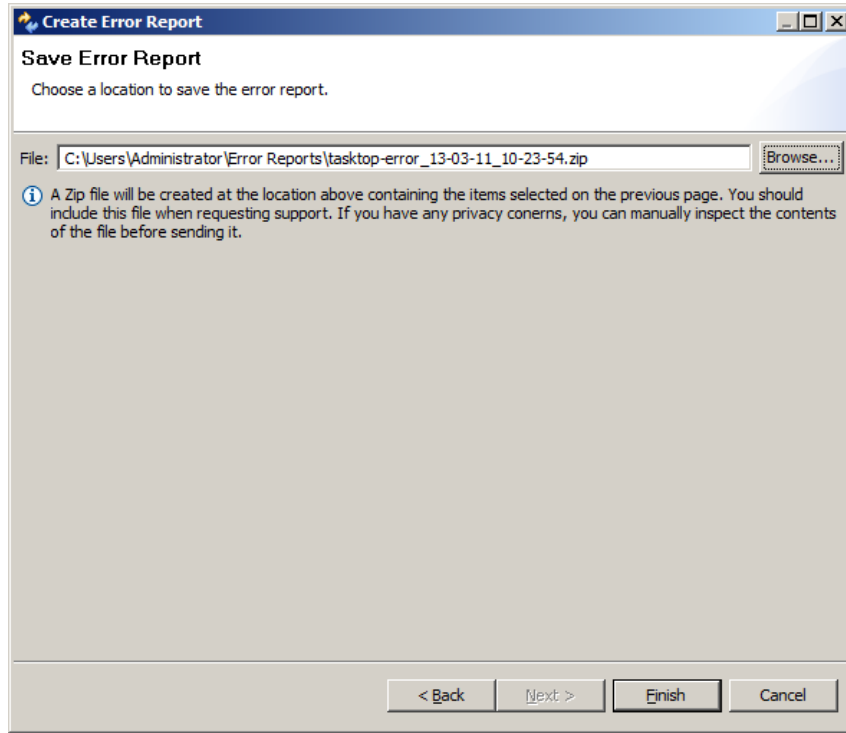 Create Error Report
Save Error Report
Choose a location to save the error report.
File: C:\Users\Administrator\Error Reports\tasktop-error_13-03-11_10-23-54.zip Browse...
A Zip file will be created at the location above containing the items selected on the previous page. You should
include this file when requesting support. If you have any privacy conerns, you can manually inspect the contents
of the file before sending it.
< Back Next > Finish Cancel